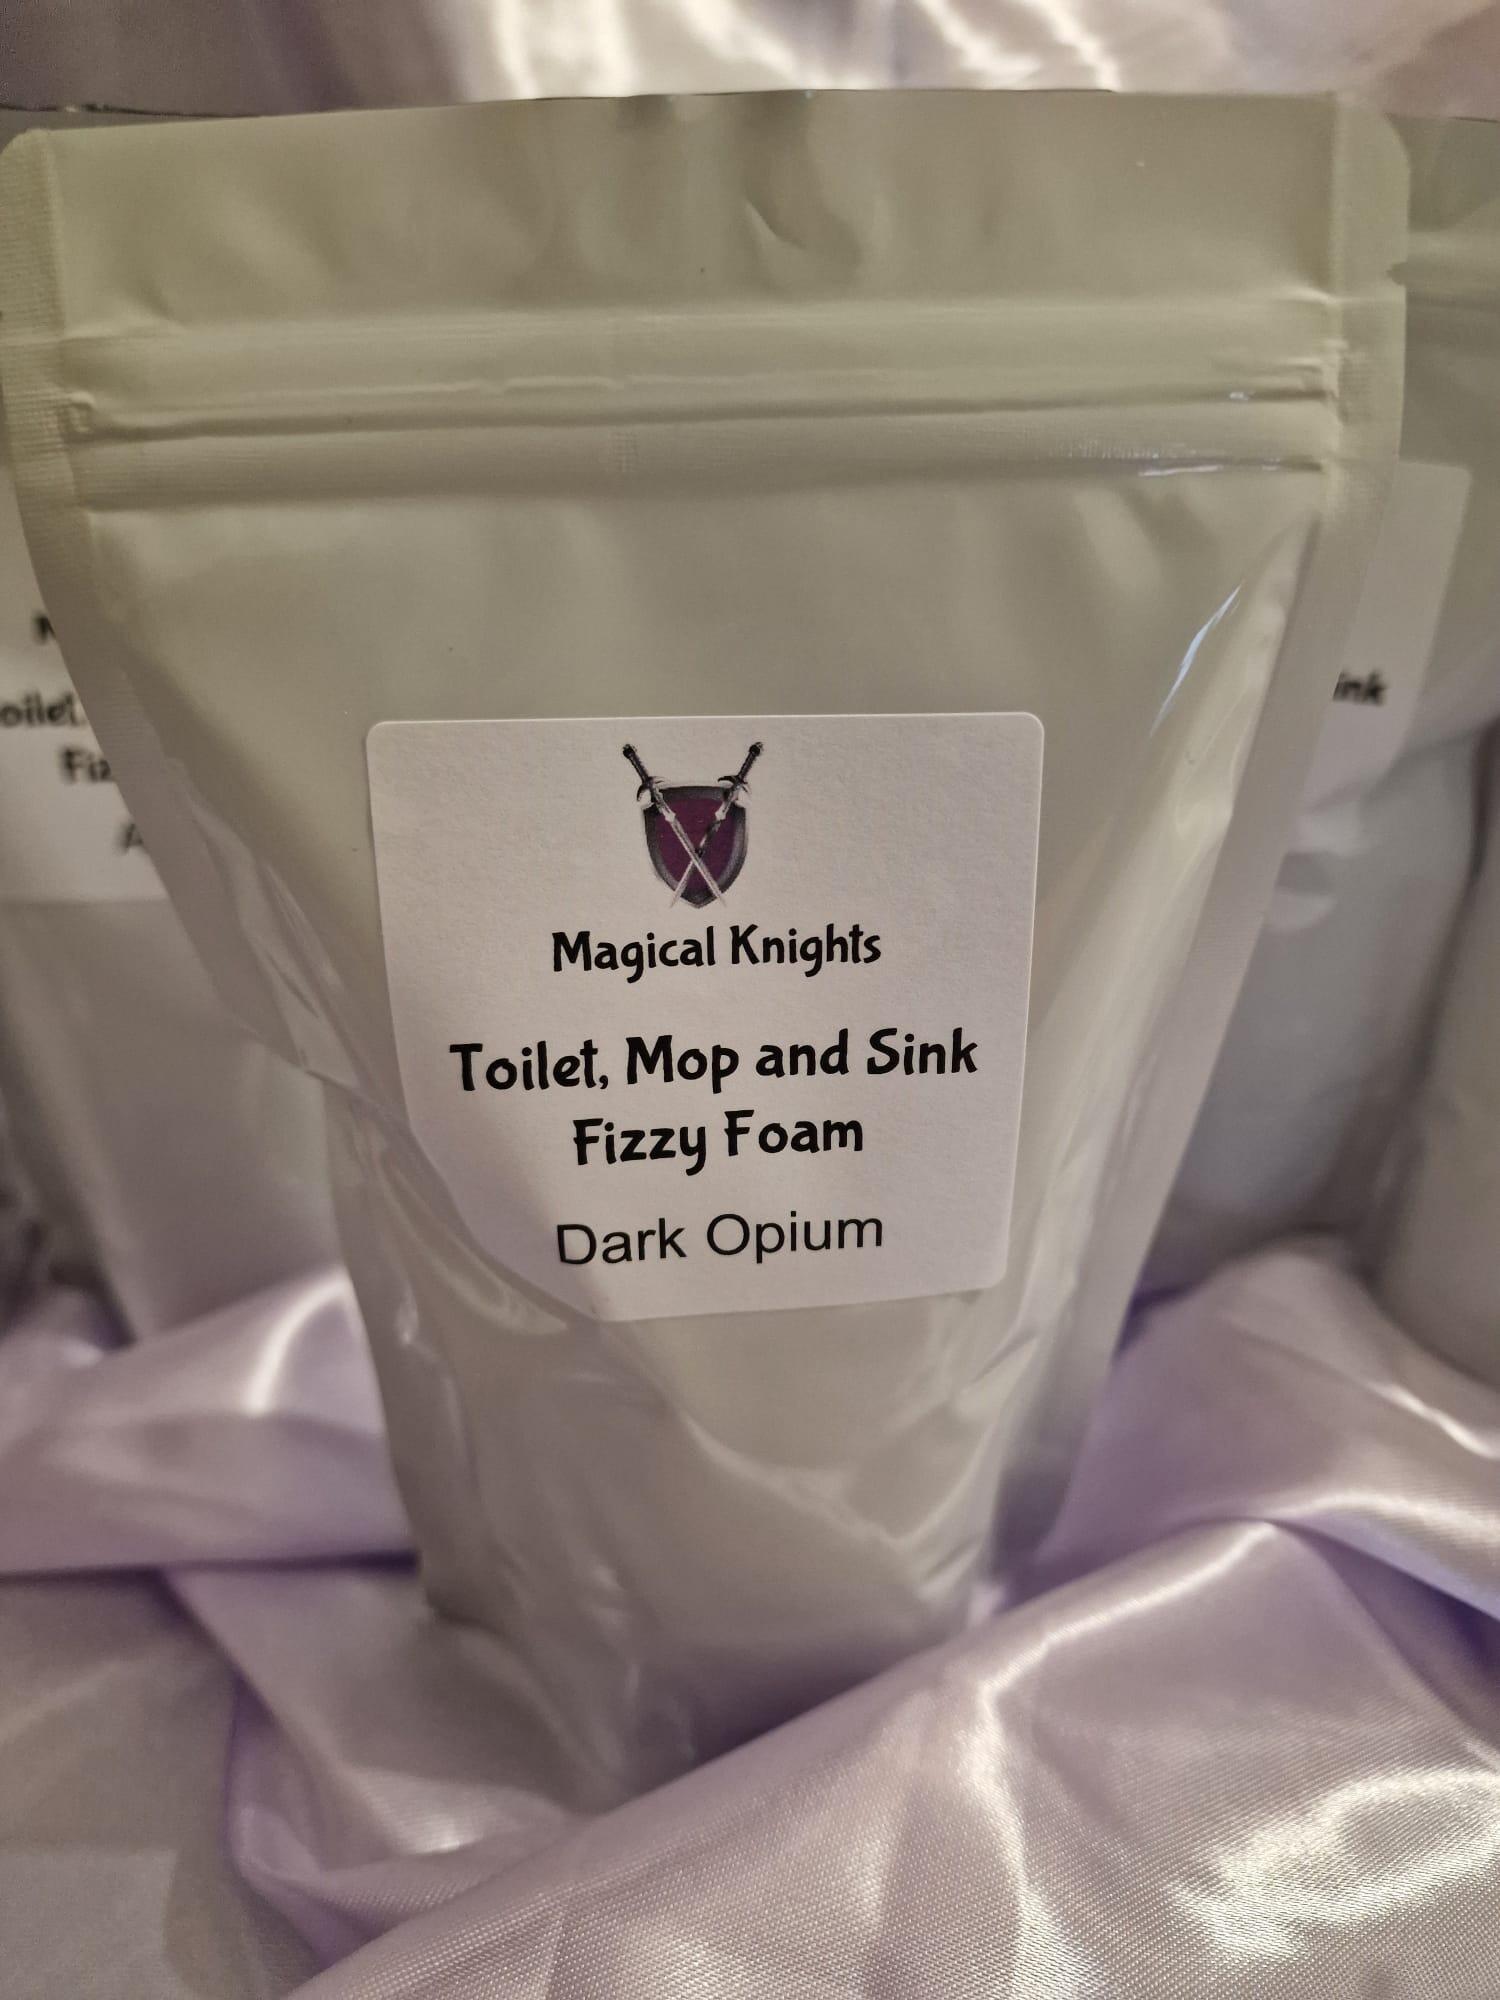 Magical Knights
Toilet, Mop and Sink
Fizzy Foam
Dark Opium